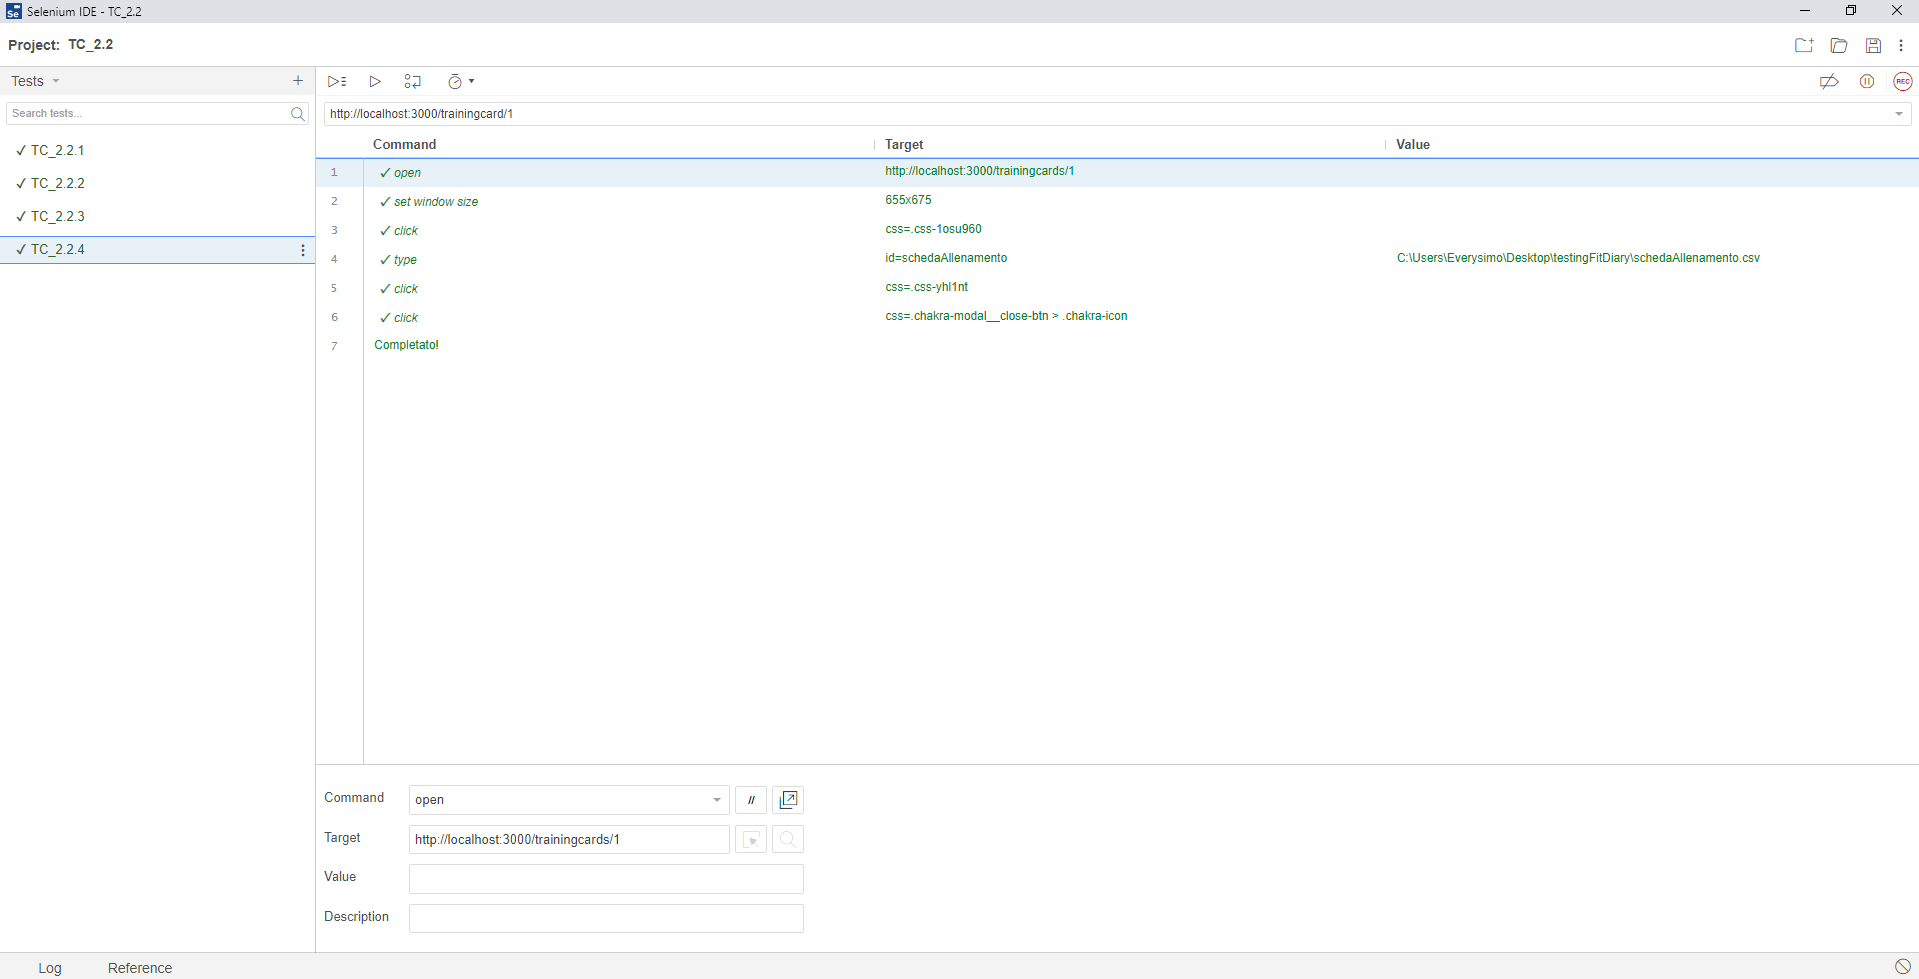 Selenium IDE - TC_2.2
Project: TC_2.2
Tests
Search tests...
✓ TC_2.2.1
✓ TC_2.2.2
✓ TC_2.2.3
✓ TC_2.2.4
REC
http://localhost:3000/trainingcard/1
Command Target Value
1 ✓ open http://localhost:3000/trainingcards/1
2 ✓ set window size 655x675
3 ✓ click css=.css-1osu960
4 ✓ type id=schedaAllenamento C:\Users\Everysimo\Desktop\testingFitDiary\schedaAllenamento.csv
5 ✓ click css=.css-yhl1nt
6 ✓ click css=.chakra-modal__close-btn > .chakra-icon
7 Completato!
Command open //
Target http://localhost:3000/trainingcards/1
Value
Description
Log Reference